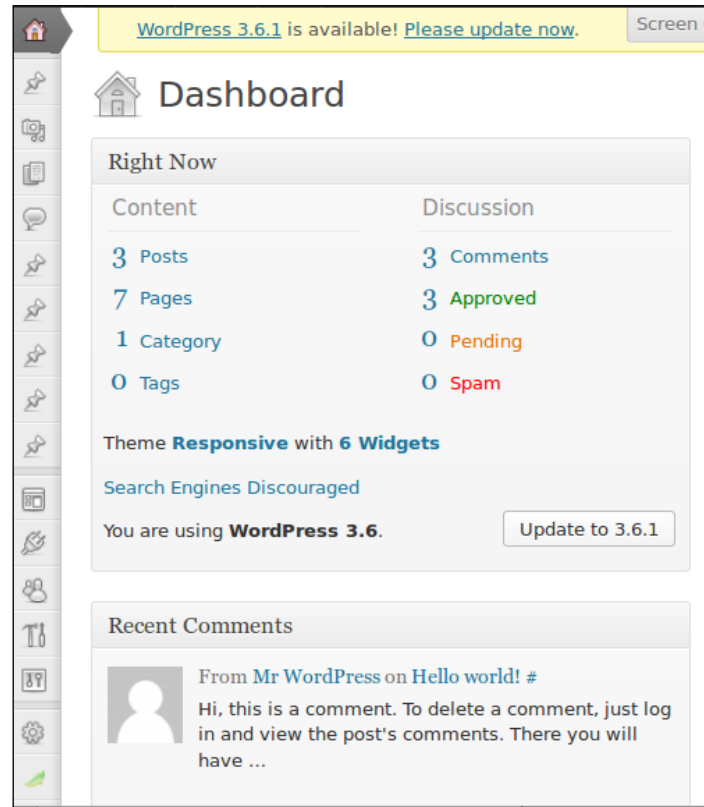 WordPress 3.6.1 is available! Please update now.
Screen
Dashboard
Right Now
Content
Discussion
3 Posts
3 Comments
7 Pages
3 Approved
1 Category
0 Pending
0 Tags
0 Spam
Theme Responsive with 6 Widgets
Search Engines Discouraged
You are using WordPress 3.6.
Update to 3.6.1
Recent Comments
From Mr WordPress on Hello world! #
Hi, this is a comment. To delete a comment, just log
in and view the post's comments. There you will
have ...